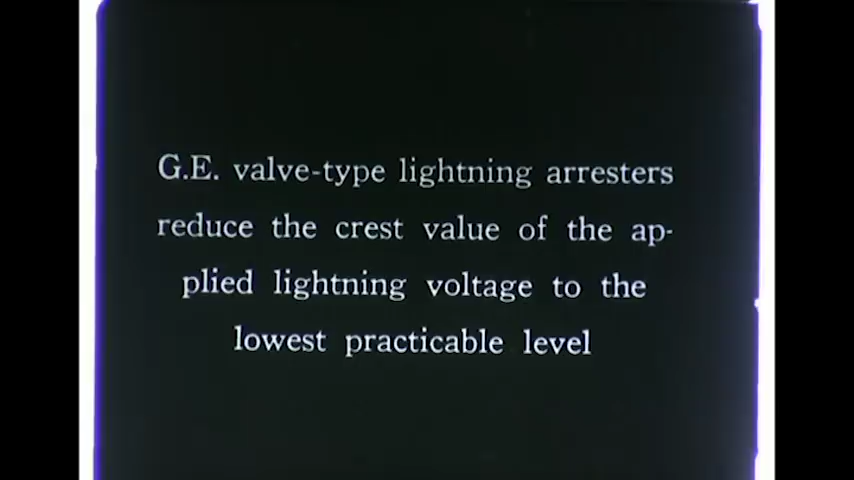 G.E. valve-type lightning arresters
reduce the crest value of the ap-
plied lightning voltage to the
lowest practicable level